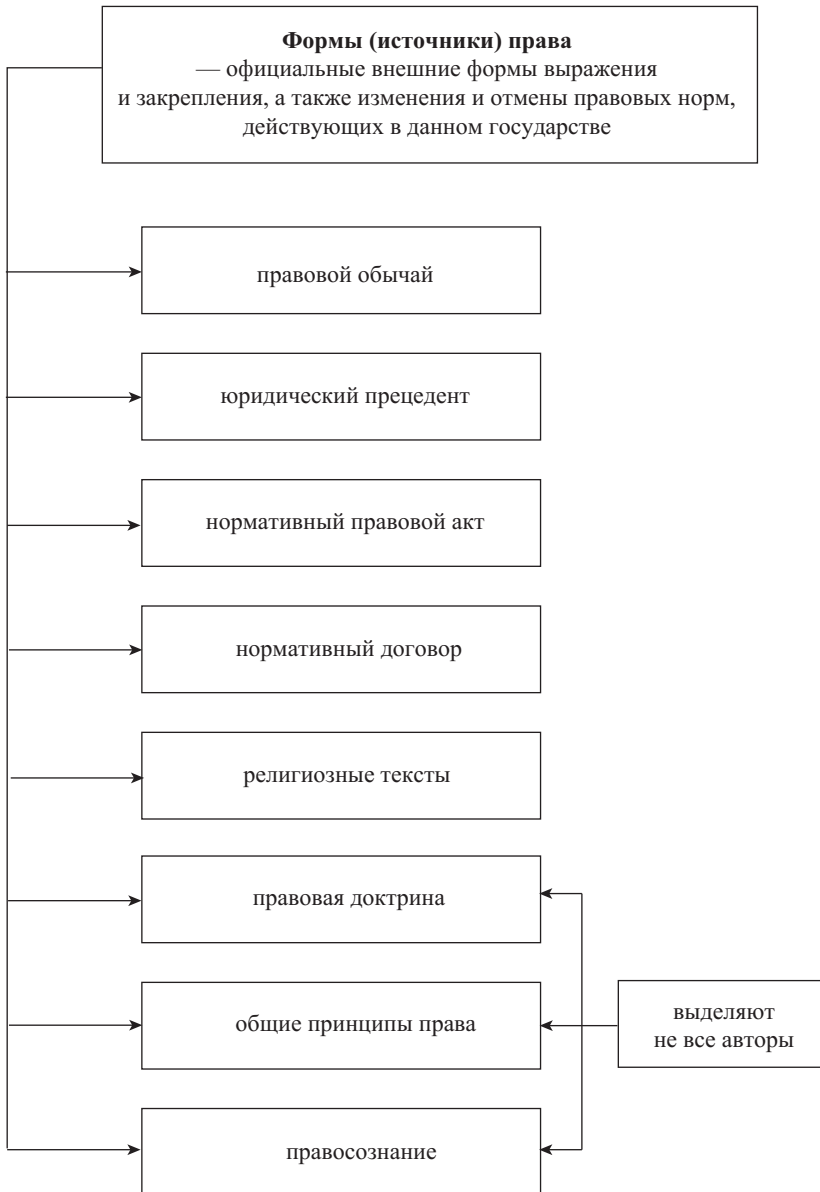 Формы (источники) права
— официальные внешние формы выражения
и закрепления, а также изменения и отмены правовых норм,
действующих в данном государстве
правовой обычай
юридический прецедент
нормативный правовой акт
нормативный договор
религиозные тексты
правовая доктрина
общие принципы права
выделяют
не все авторы
правосознание